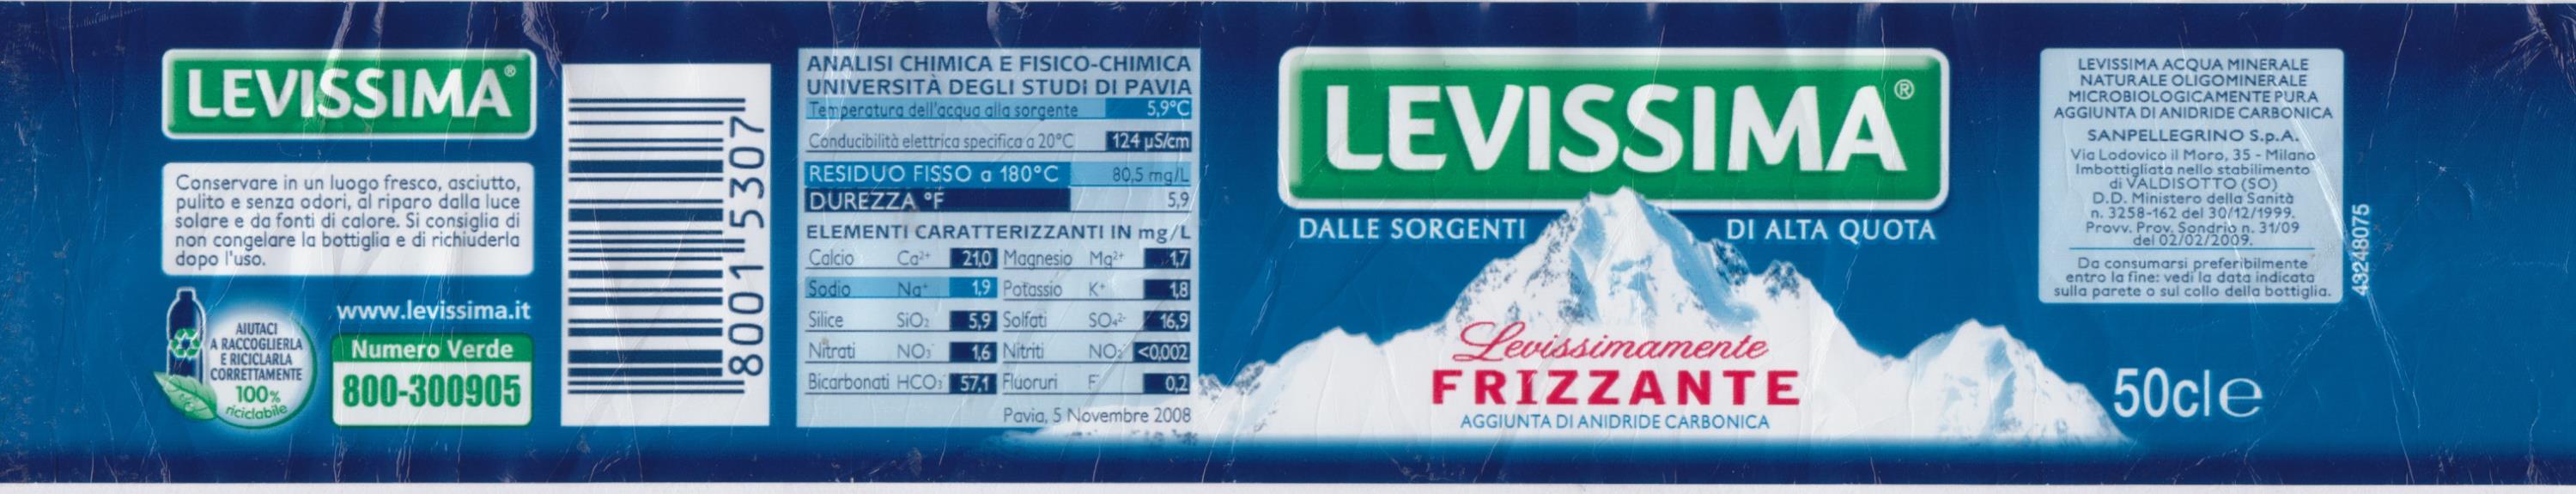 LEVISSIMA®
Conservare in un luogo fresco, asciutto,
pulito e senza odori, al riparo dalla luce
solare e da fonti di calore. Si consiglia di
non congelare la bottiglia e di richiuderla
dopo l'uso.
AIUTACI
A RACCOGLIERLA
E RICICLARLA
CORRETTAMENTE
100%
riciclabile
www.levissima.it
Numero Verde
800-300905
8001 5307
ANALISI CHIMICA E FISICO-CHIMICA
UNIVERSITÀ DEGLI STUDI DI PAVIA
Temperatura dell'acqua alla sorgente 5,9°C
Conducibilità elettrica specifica a 20°C 124 µS/cm
RESIDUO FISSO a 180°C 80,5 mg/L
DUREZZA °F 5,9
ELEMENTI CARATTERIZZANTI IN mg/L
Calcio Ca²⁺ 21,0 Magnesio Mg²⁺ 1,7
Sodio Na⁺ 1,9 Potassio K⁺ 1,8
Silice SiO₂ 5,9 Solfati SO₄²⁻ 16,9
Nitrati NO₃⁻ 1,6 Nitriti NO₂⁻ <0,002
Bicarbonati HCO₃⁻ 57,1 Fluoruri F⁻ 0,2
Pavia, 5 Novembre 2008
LEVISSIMA®
DALLE SORGENTI DI ALTA QUOTA
Levissimamente
FRIZZANTE
AGGIUNTA DI ANIDRIDE CARBONICA
50cl e
LEVISSIMA ACQUA MINERALE
NATURALE OLIGOMINERALE
MICROBIOLOGICAMENTE PURA
AGGIUNTA DI ANIDRIDE CARBONICA
SANPELLEGRINO S.p.A.
Via Lodovico il Moro, 35 - Milano
Imbottigliata nello stabilimento
di VALDISOTTO (SO)
D.D. Ministero della Sanità
n. 3258-162 del 30/12/1999.
Provv. Prov. Sondrio n. 31/09
del 02/02/2009.
Da consumarsi preferibilmente
entro la fine: vedi la data indicata
sulla parete o sul collo della bottiglia.
43248075